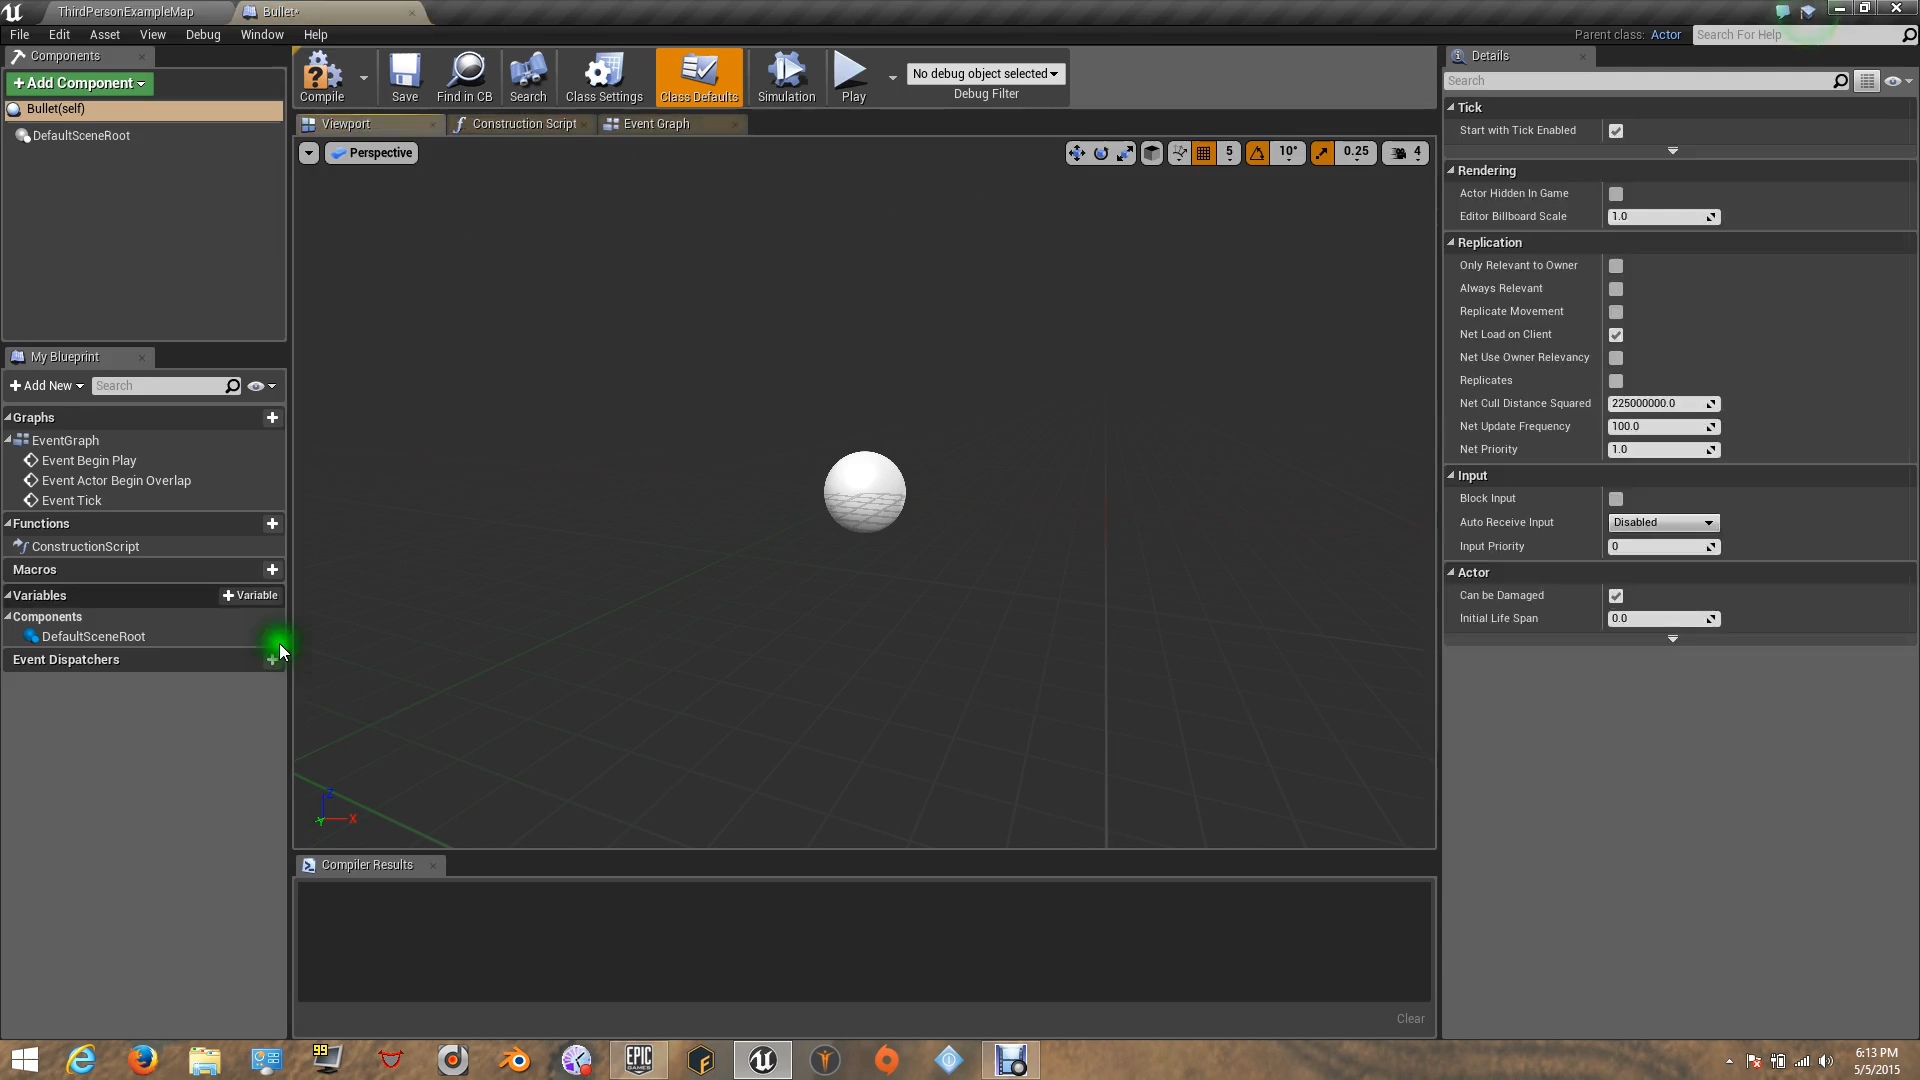 ThirdPersonExampleMap
Bullet*
File Edit Asset View Debug Window Help
Parent class: Actor
Search For Help
Components
Add Component
Bullet(self)
DefaultSceneRoot
Compile
Save
Find in CB
Search
Class Settings
Class Defaults
Simulation
Play
No debug object selected
Debug Filter
Viewport
Construction Script
Event Graph
Perspective
5
10°
0.25
4
X
Z
Y
My Blueprint
Add New
Search
Graphs
EventGraph
Event Begin Play
Event Actor Begin Overlap
Event Tick
Functions
ConstructionScript
Macros
Variables
Variable
Components
DefaultSceneRoot
Event Dispatchers
Compiler Results
Clear
Details
Search
Tick
Start with Tick Enabled
Rendering
Actor Hidden In Game
Editor Billboard Scale 1.0
Replication
Only Relevant to Owner
Always Relevant
Replicate Movement
Net Load on Client
Net Use Owner Relevancy
Replicates
Net Cull Distance Squared 225000000.0
Net Update Frequency 100.0
Net Priority 1.0
Input
Block Input
Auto Receive Input Disabled
Input Priority 0
Actor
Can be Damaged
Initial Life Span 0.0
99
EPIC
GAMES
6:13 PM
5/5/2015